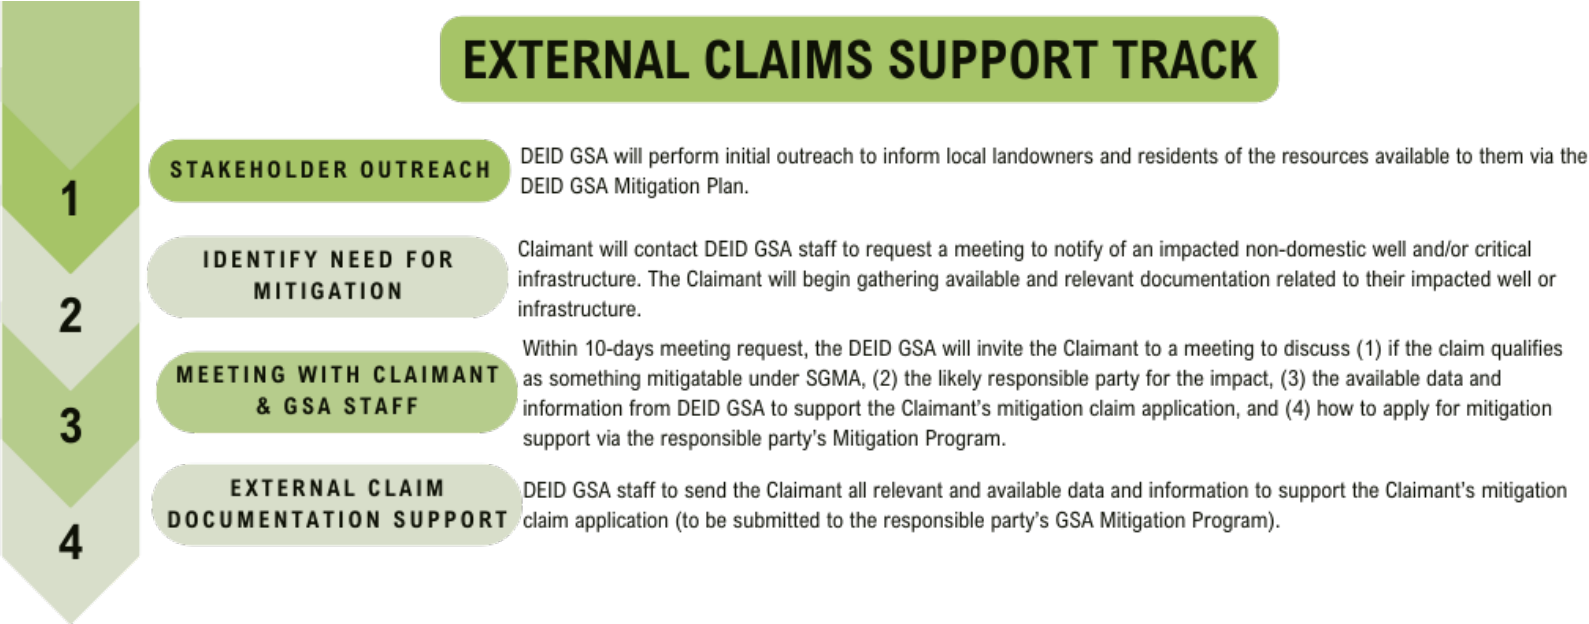 EXTERNAL CLAIMS SUPPORT TRACK
1
STAKEHOLDER OUTREACH
DEID GSA will perform initial outreach to inform local landowners and residents of the resources available to them via the
DEID GSA Mitigation Plan.
2
IDENTIFY NEED FOR
MITIGATION
Claimant will contact DEID GSA staff to request a meeting to notify of an impacted non-domestic well and/or critical
infrastructure. The Claimant will begin gathering available and relevant documentation related to their impacted well or
infrastructure.
3
MEETING WITH CLAIMANT
& GSA STAFF
Within 10-days meeting request, the DEID GSA will invite the Claimant to a meeting to discuss (1) if the claim qualifies
as something mitigatable under SGMA, (2) the likely responsible party for the impact, (3) the available data and
information from DEID GSA to support the Claimant's mitigation claim application, and (4) how to apply for mitigation
support via the responsible party's Mitigation Program.
4
EXTERNAL CLAIM
DOCUMENTATION SUPPORT
DEID GSA staff to send the Claimant all relevant and available data and information to support the Claimant's mitigation
claim application (to be submitted to the responsible party's GSA Mitigation Program).